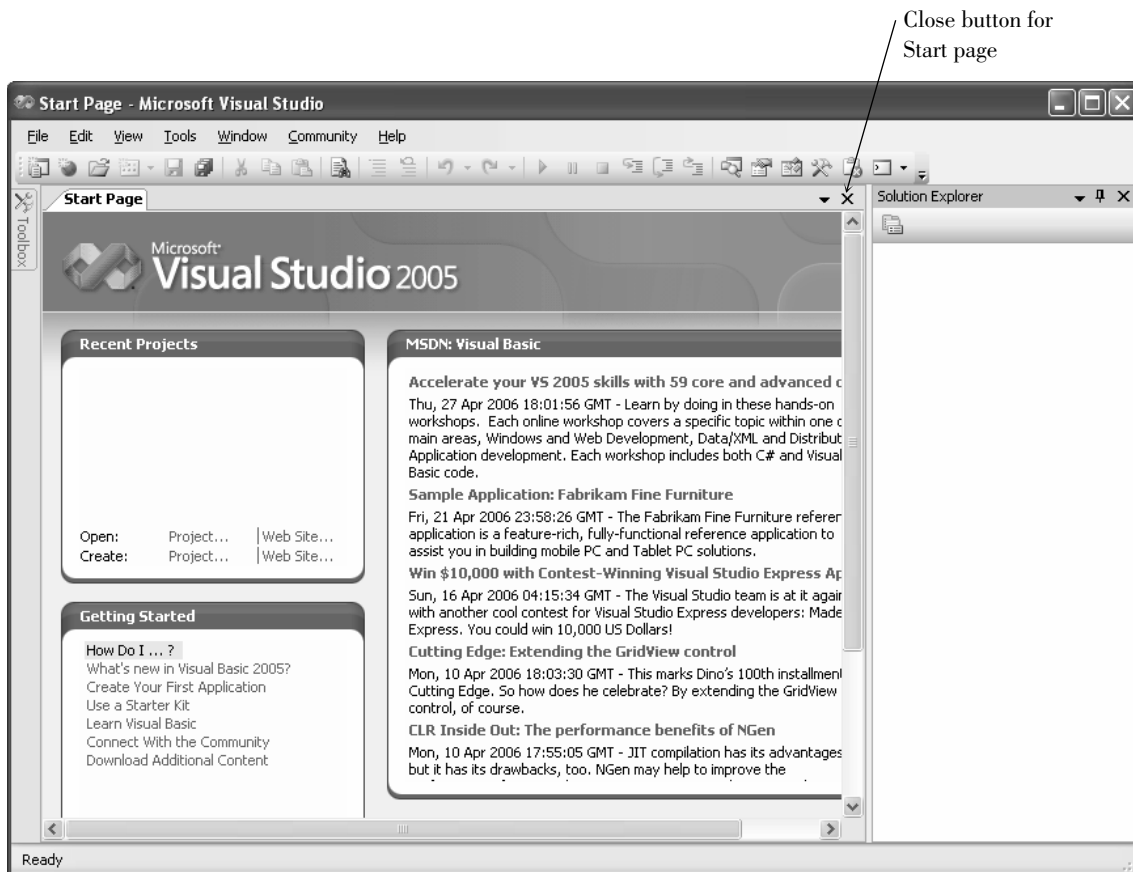 Close button for
Start page
Start Page - Microsoft Visual Studio
File Edit View Tools Window Community Help
Toolbox
Start Page
Solution Explorer
Microsoft
Visual Studio 2005
Recent Projects
Open: Project... | Web Site...
Create: Project... | Web Site...
Getting Started
How Do I ... ?
What's new in Visual Basic 2005?
Create Your First Application
Use a Starter Kit
Learn Visual Basic
Connect With the Community
Download Additional Content
MSDN: Visual Basic
Accelerate your VS 2005 skills with 59 core and advanced
Thu, 27 Apr 2006 18:01:56 GMT - Learn by doing in these hands-on
workshops. Each online workshop covers a specific topic within one
main areas, Windows and Web Development, Data/XML and Distribut
Application development. Each workshop includes both C# and Visual
Basic code.
Sample Application: Fabrikam Fine Furniture
Fri, 21 Apr 2006 23:58:26 GMT - The Fabrikam Fine Furniture referen
application is a feature-rich, fully-functional reference application to
assist you in building mobile PC and Tablet PC solutions.
Win $10,000 with Contest-Winning Visual Studio Express Ap
Sun, 16 Apr 2006 04:15:34 GMT - The Visual Studio team is at it again
with another cool contest for Visual Studio Express developers: Made
Express. You could win 10,000 US Dollars!
Cutting Edge: Extending the GridView control
Mon, 10 Apr 2006 18:03:30 GMT - This marks Dino's 100th installment
Cutting Edge. So how does he celebrate? By extending the GridView
control, of course.
CLR Inside Out: The performance benefits of NGen
Mon, 10 Apr 2006 17:55:05 GMT - JIT compilation has its advantages
but it has its drawbacks, too. NGen may help to improve the
Ready